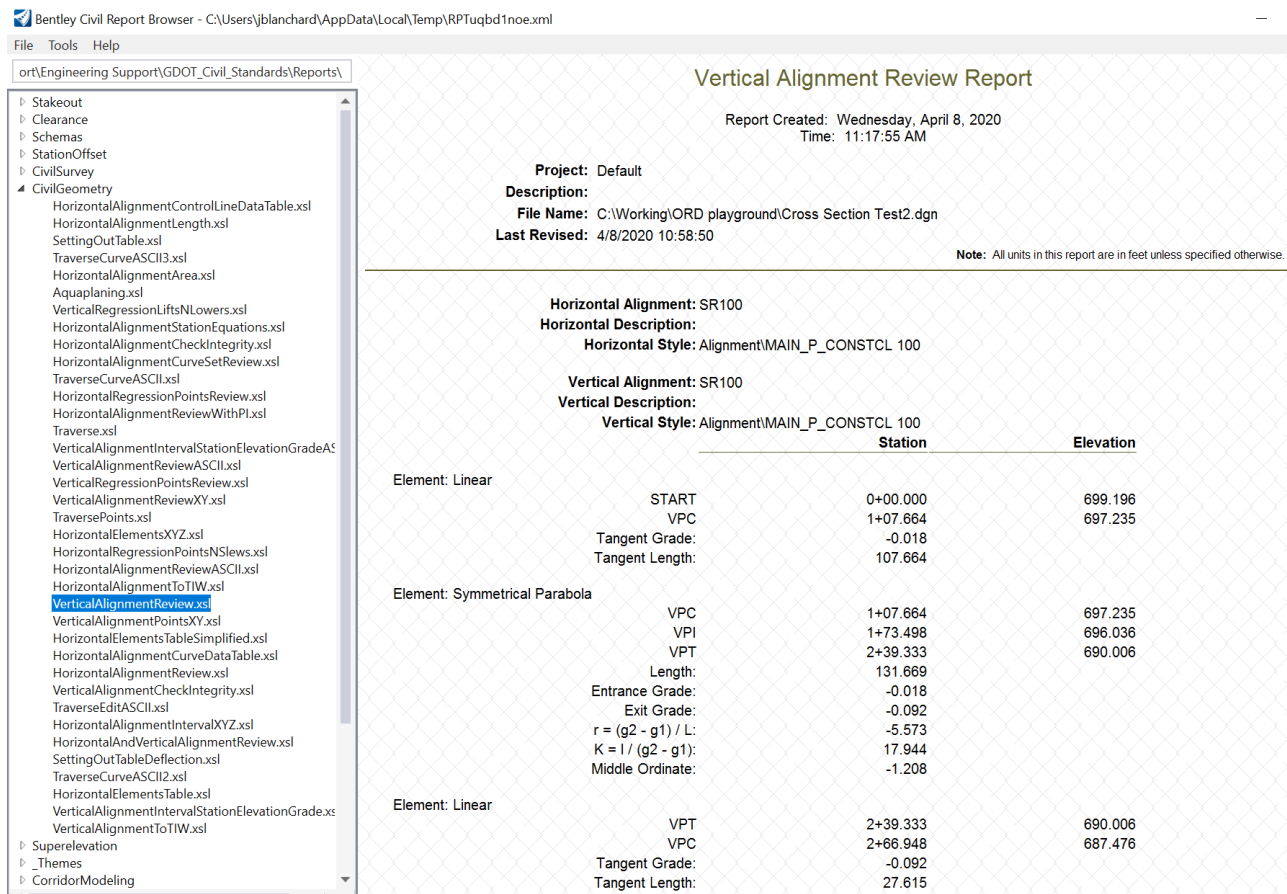 Bentley Civil Report Browser - C:\Users\jblanchard\AppData\Local\Temp\RPTuqbd1noe.xml
File Tools Help
ort\Engineering Support\GDOT_Civil_Standards\Reports\
Stakeout
Clearance
Schemas
StationOffset
CivilSurvey
CivilGeometry
HorizontalAlignmentControlLineDataTable.xsl
HorizontalAlignmentLength.xsl
SettingOutTable.xsl
TraverseCurveASCII3.xsl
HorizontalAlignmentArea.xsl
Aquaplaning.xsl
VerticalRegressionLiftsNLowers.xsl
HorizontalAlignmentStationEquations.xsl
HorizontalAlignmentCheckIntegrity.xsl
HorizontalAlignmentCurveSetReview.xsl
TraverseCurveASCII.xsl
HorizontalRegressionPointsReview.xsl
HorizontalAlignmentReviewWithPI.xsl
Traverse.xsl
VerticalAlignmentIntervalStationElevationGradeAS
VerticalAlignmentReviewASCII.xsl
VerticalRegressionPointsReview.xsl
VerticalAlignmentReviewXY.xsl
TraversePoints.xsl
HorizontalElementsXYZ.xsl
HorizontalRegressionPointsNSlews.xsl
HorizontalAlignmentReviewASCII.xsl
HorizontalAlignmentToTIW.xsl
VerticalAlignmentReview.xsl
VerticalAlignmentPointsXY.xsl
HorizontalElementsTableSimplified.xsl
HorizontalAlignmentCurveDataTable.xsl
HorizontalAlignmentReview.xsl
VerticalAlignmentCheckIntegrity.xsl
TraverseEditASCII.xsl
HorizontalAlignmentIntervalXYZ.xsl
HorizontalAndVerticalAlignmentReview.xsl
SettingOutTableDeflection.xsl
TraverseCurveASCII2.xsl
HorizontalElementsTable.xsl
VerticalAlignmentIntervalStationElevationGrade.xs
VerticalAlignmentToTIW.xsl
Superelevation
_Themes
CorridorModeling
Vertical Alignment Review Report
Report Created: Wednesday, April 8, 2020
Time: 11:17:55 AM
Project: Default
Description:
File Name: C:\Working\ORD playground\Cross Section Test2.dgn
Last Revised: 4/8/2020 10:58:50
Note: All units in this report are in feet unless specified otherwise.
Horizontal Alignment: SR100
Horizontal Description:
Horizontal Style: Alignment\MAIN_P_CONSTCL 100
Vertical Alignment: SR100
Vertical Description:
Vertical Style: Alignment\MAIN_P_CONSTCL 100
Station Elevation
Element: Linear
START 0+00.000 699.196
VPC 1+07.664 697.235
Tangent Grade: -0.018
Tangent Length: 107.664
Element: Symmetrical Parabola
VPC 1+07.664 697.235
VPI 1+73.498 696.036
VPT 2+39.333 690.006
Length: 131.669
Entrance Grade: -0.018
Exit Grade: -0.092
r = (g2 - g1) / L: -5.573
K = l / (g2 - g1): 17.944
Middle Ordinate: -1.208
Element: Linear
VPT 2+39.333 690.006
VPC 2+66.948 687.476
Tangent Grade: -0.092
Tangent Length: 27.615